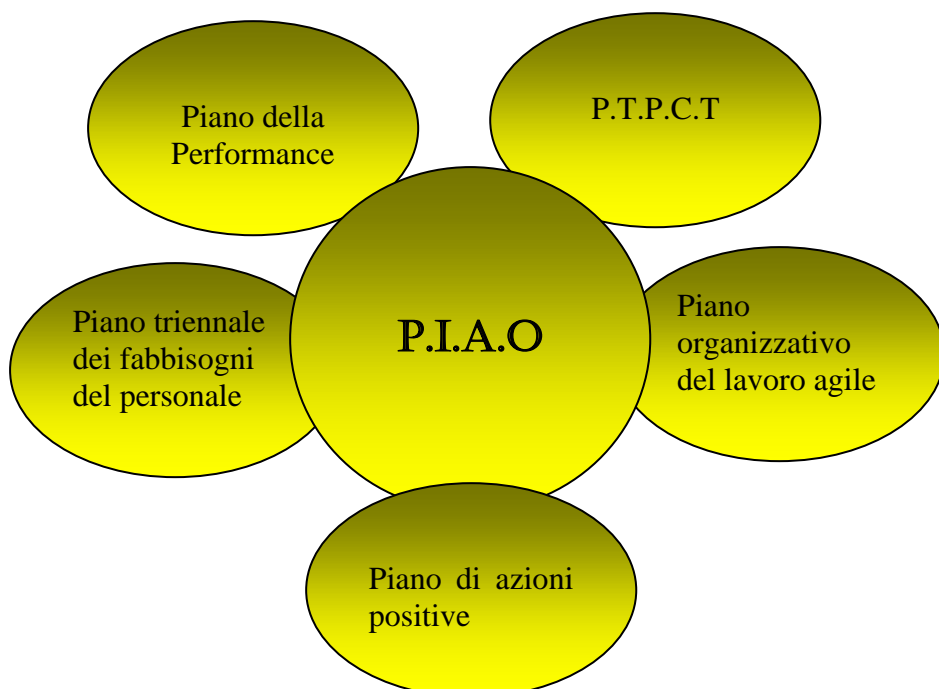 Piano della
Performance
P.T.P.C.T
Piano triennale
dei fabbisogni
del personale
P.I.A.O
Piano
organizzativo
del lavoro agile
Piano di azioni
positive